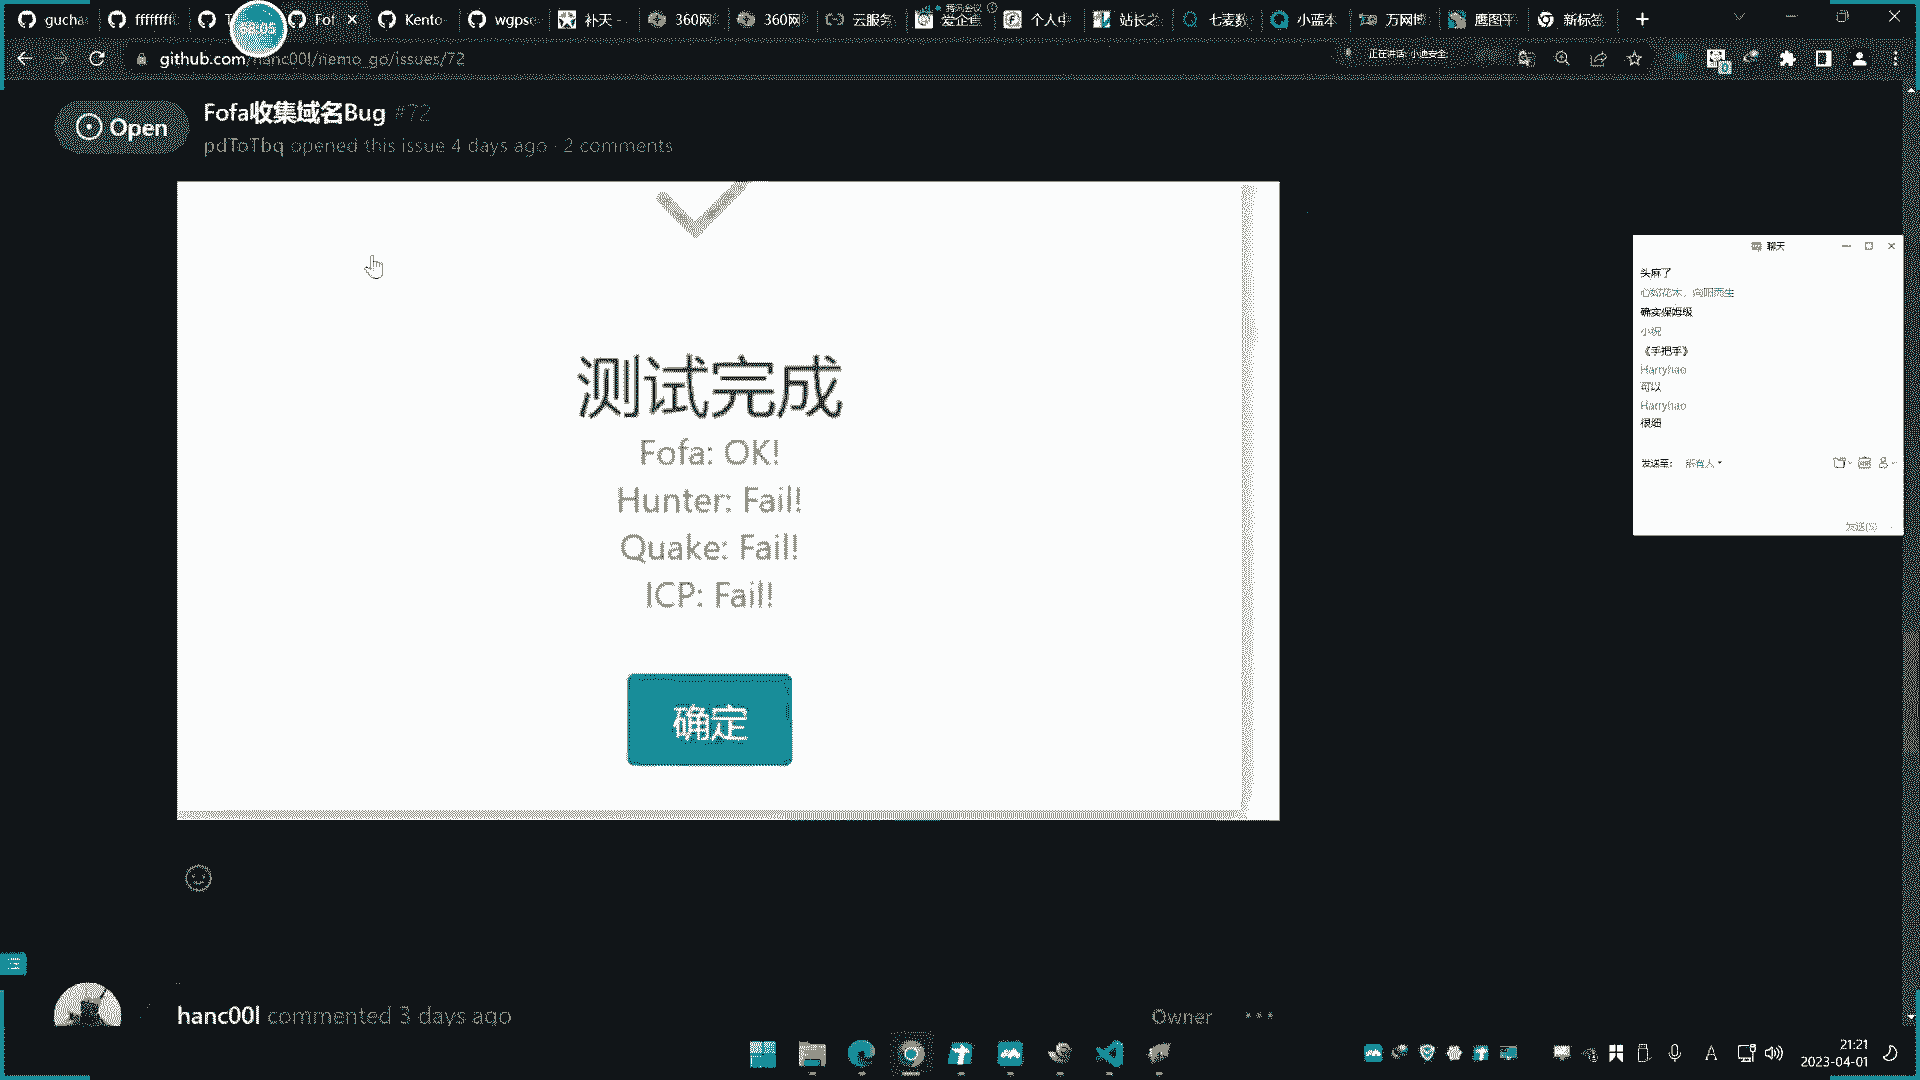 gucha
ffffffff
Fof
Kento
wgpse
补天 -
360网
360网
云服务
爱企查
个人中
站长之
七麦数
小蓝本
万网博
鹰图平
新标签
腾讯会议
github.com/hanc00l/nemo_go/issues/72
正在讲话: 小迪安全
Open
Fofa收集域名Bug #72
pdToTbq opened this issue 4 days ago · 2 comments
测试完成
Fofa: OK!
Hunter: Fail!
Quake: Fail!
ICP: Fail!
确定
hanc00l commented 3 days ago
Owner
聊天
头麻了
心如花木，向阳而生
确实保姆级
小祝
《手把手》
Harryhao
可以
Harryhao
很细
发送至:
所有人
发送(S)
A
21:21
2023-04-01